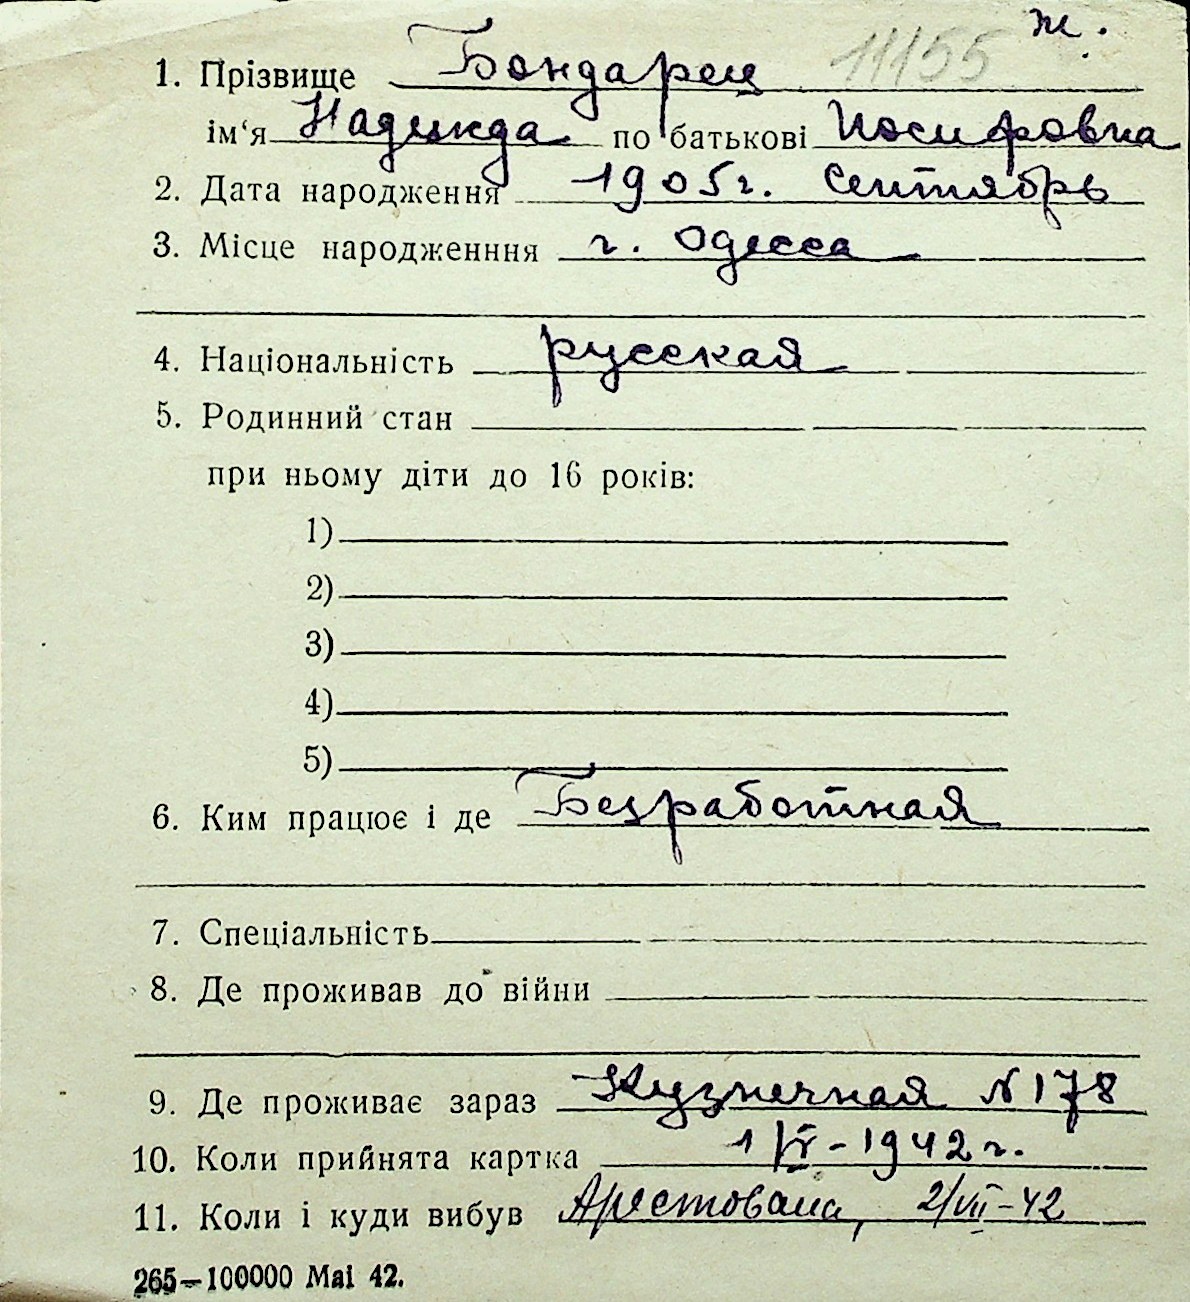 ж.
1. Прізвище Бондарец 11155
ім‘я Надежда по батькові Иосифовна
2. Дата народження 1905г. Сентябрь
3. Місце народженння г. Одесса
4. Національність русская
5. Родинний стан
при ньому діти до 16 років:
1)
2)
3)
4)
5)
6. Ким працює і де Безработная
7. Спеціальність
8. Де проживав до війни
9. Де проживає зараз Кузнечная N 178
10. Коли прийнята картка 1/VI-1942г.
11. Коли і куди вибув Арестована, 2/VII-42
265—100000 Mai 42.